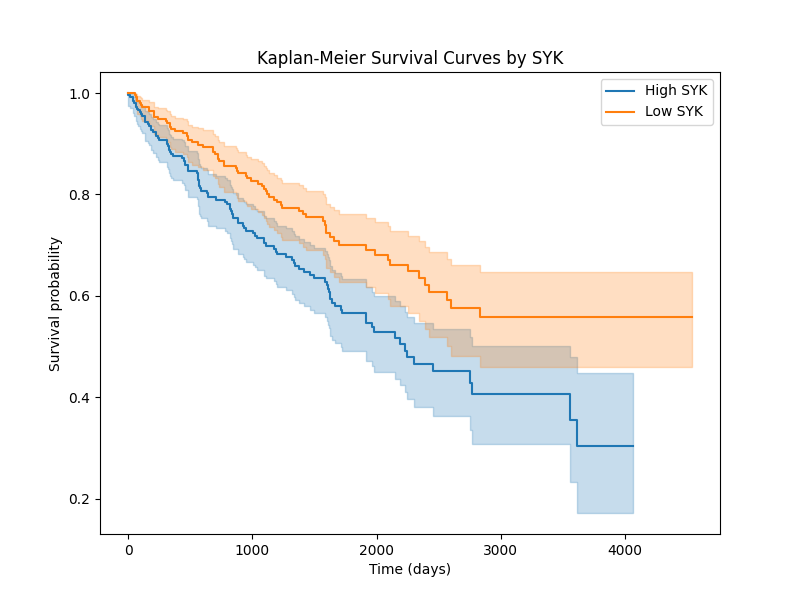 Kaplan-Meier Survival Curves by SYK
High SYK
Low SYK
1.0
0.8
0.6
0.4
0.2
Survival probability
0
1000
2000
3000
4000
Time (days)